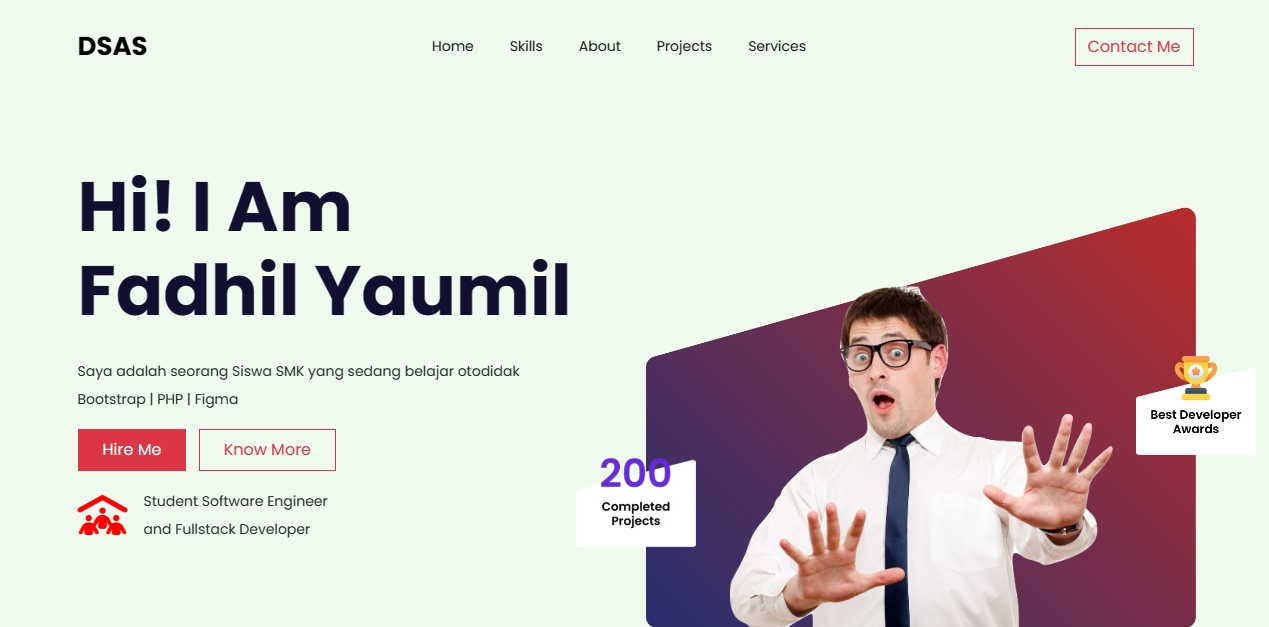 DSAS
Home
Skills
About
Projects
Services
Contact Me
Hi! I Am
Fadhil Yaumil
Saya adalah seorang Siswa SMK yang sedang belajar otodidak
Bootstrap | PHP | Figma
Hire Me
Know More
Student Software Engineer
and Fullstack Developer
200
Completed
Projects
Best Developer
Awards